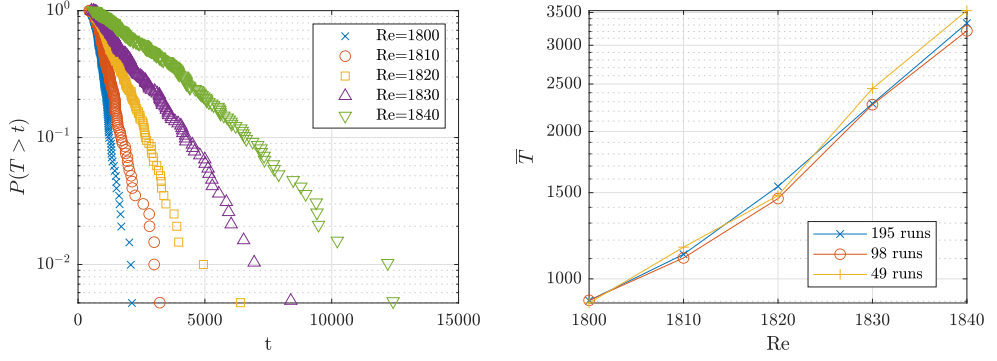 10^0
10^{-1}
10^{-2}
P(T > t)
0
5000
10000
15000
t
Re=1800
Re=1810
Re=1820
Re=1830
Re=1840
3500
3000
2500
2000
1500
1000
T̅
1800
1810
1820
1830
1840
Re
195 runs
98 runs
49 runs